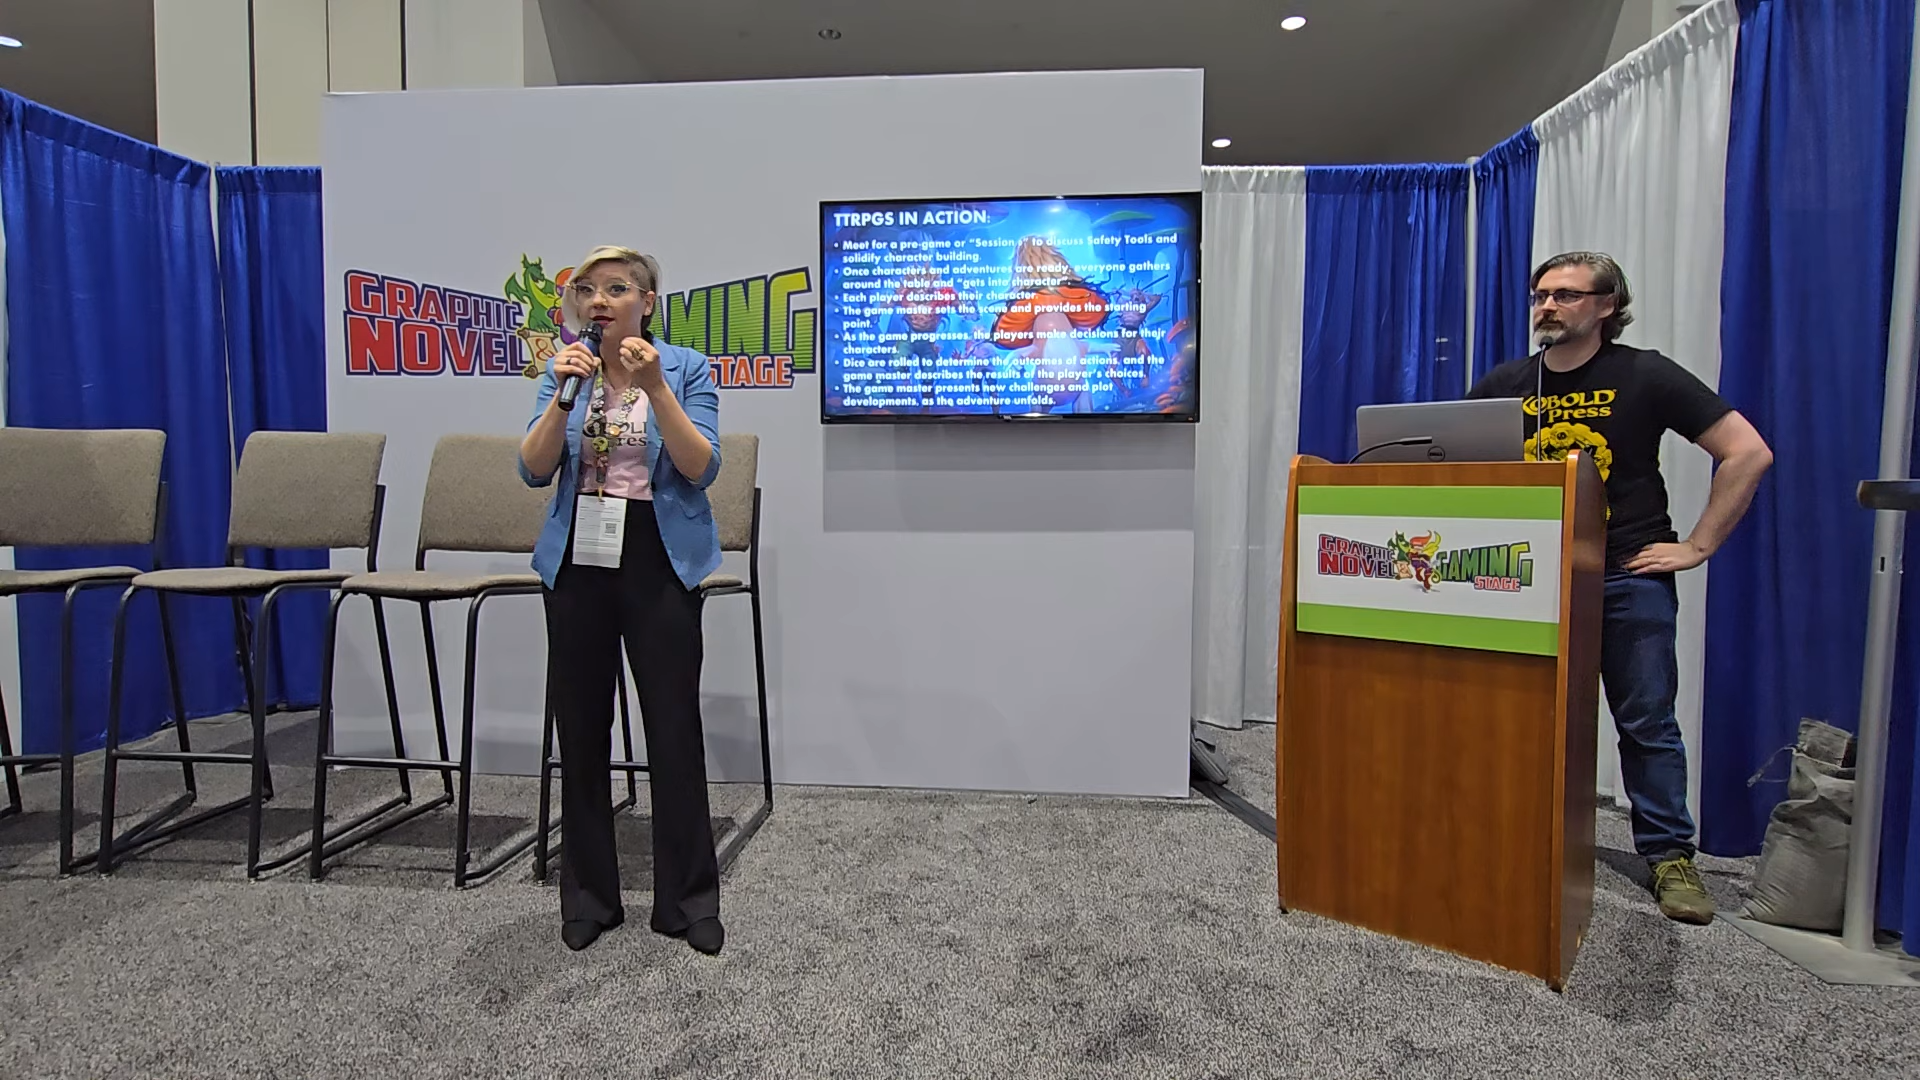 GRAPHIC
NOVEL &
GAMING
STAGE
TTRPGS IN ACTION:
• Meet for a pre-game or "Session
to discuss Safety Tools and
solidify character building.
• Once characters and adventures are ready, everyone gathers
around the table and "gets into character".
• Each player describes their character.
• The game master sets the scene and provides the starting
point.
• As the game progresses, the players make decisions for their
characters.
• Dice are rolled to determine the outcomes of actions, and the
game master describes the results of the player's choices.
• The game master presents new challenges and plot
developments, as the adventure unfolds.
KOBOLD
Press
DELL
GRAPHIC
NOVEL &
GAMING
STAGE